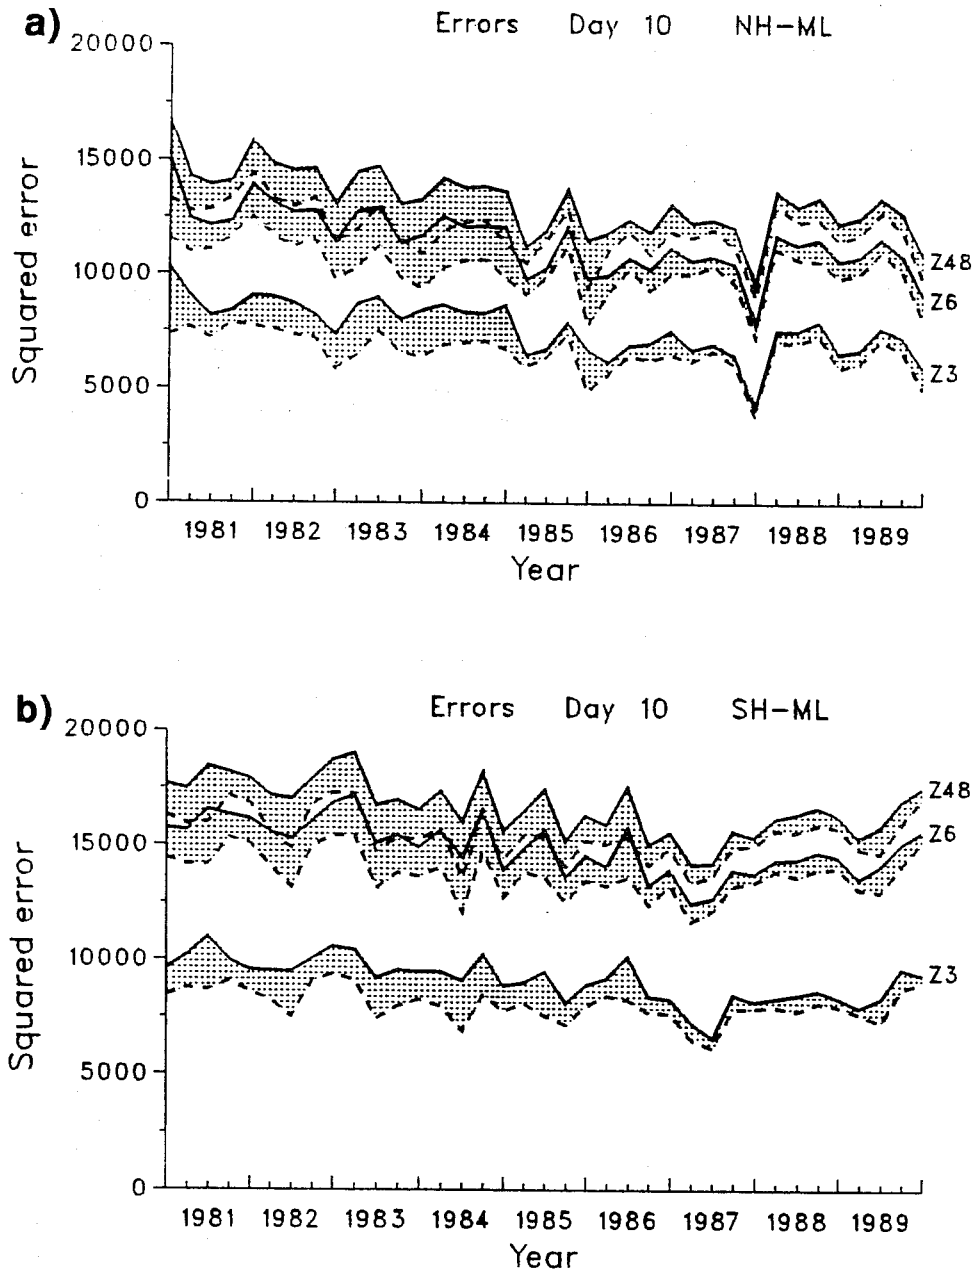 a)
Errors Day 10 NH-ML
20000
15000
10000
5000
0
Squared error
Z48
Z6
Z3
1981 1982 1983 1984 1985 1986 1987 1988 1989
Year
b)
Errors Day 10 SH-ML
20000
15000
10000
5000
0
Squared error
Z48
Z6
Z3
1981 1982 1983 1984 1985 1986 1987 1988 1989
Year